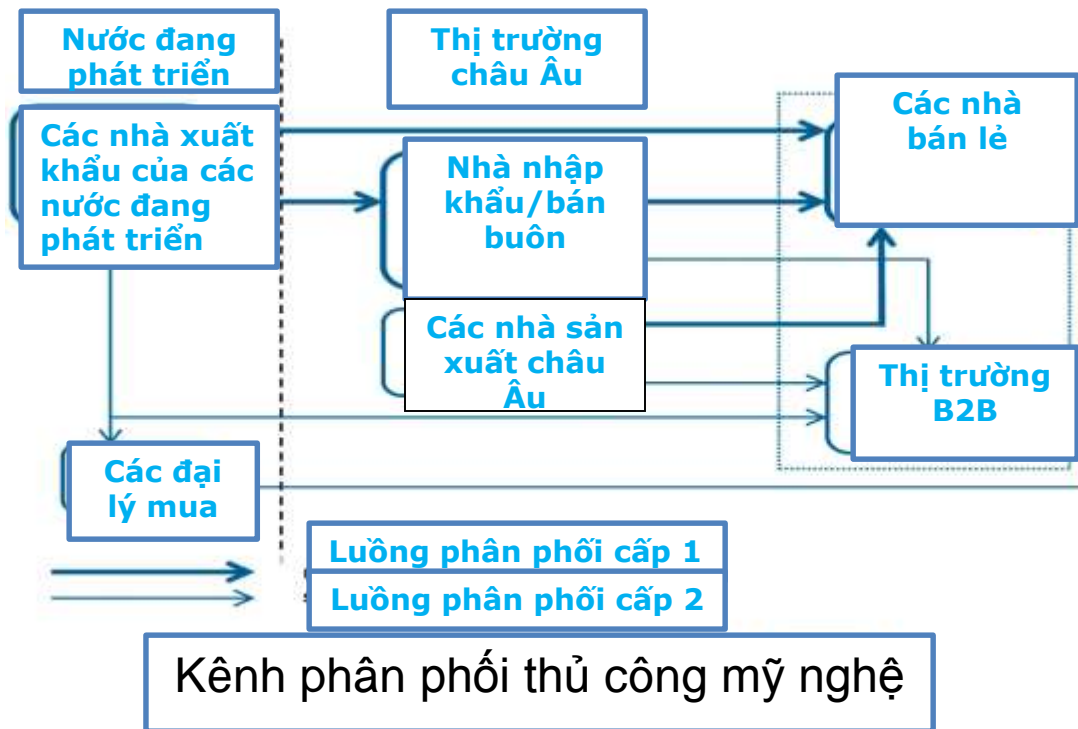 Nước đang
phát triển
Thị trường
châu Âu
Các nhà xuất
khẩu của các
nước đang
phát triển
Nhà nhập
khẩu/bán
buôn
Các nhà
bán lẻ
Các nhà sản
xuất châu
Âu
Thị trường
B2B
Các đại
lý mua
Luồng phân phối cấp 1
Luồng phân phối cấp 2
Kênh phân phối thủ công mỹ nghệ